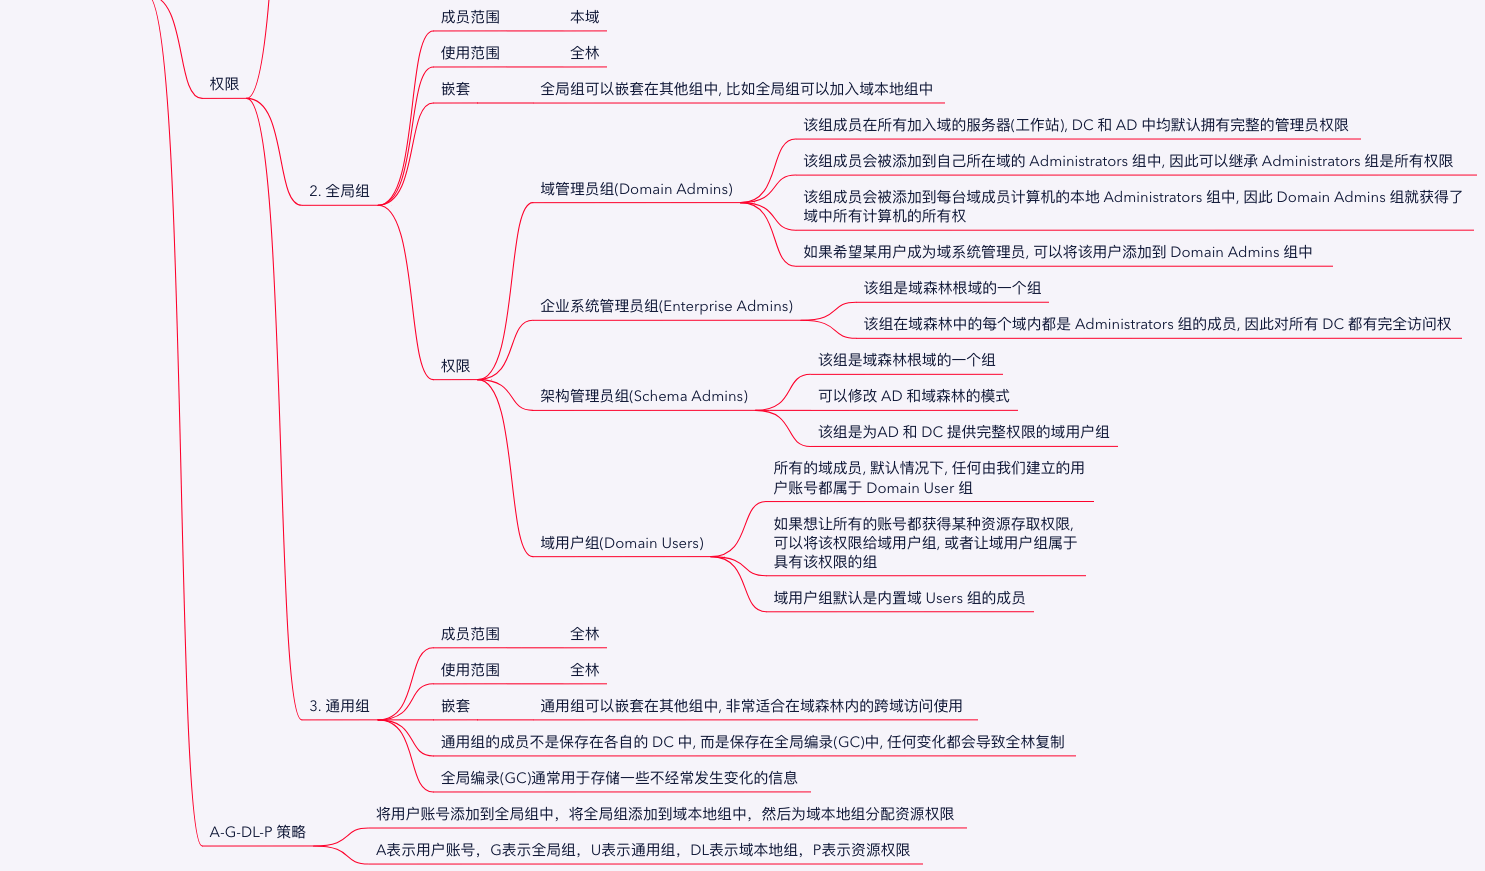 权限
2. 全局组
成员范围
本域
使用范围
全林
嵌套
全局组可以嵌套在其他组中, 比如全局组可以加入域本地组中
权限
域管理员组(Domain Admins)
该组成员在所有加入域的服务器(工作站), DC 和 AD 中均默认拥有完整的管理员权限
该组成员会被添加到自己所在域的 Administrators 组中, 因此可以继承 Administrators 组是所有权限
该组成员会被添加到每台域成员计算机的本地 Administrators 组中, 因此 Domain Admins 组就获得了
域中所有计算机的所有权
如果希望某用户成为域系统管理员, 可以将该用户添加到 Domain Admins 组中
企业系统管理员组(Enterprise Admins)
该组是域森林根域的一个组
该组在域森林中的每个域内都是 Administrators 组的成员, 因此对所有 DC 都有完全访问权
架构管理员组(Schema Admins)
该组是域森林根域的一个组
可以修改 AD 和域森林的模式
该组是为AD 和 DC 提供完整权限的域用户组
域用户组(Domain Users)
所有的域成员, 默认情况下, 任何由我们建立的用
户账号都属于 Domain User 组
如果想让所有的账号都获得某种资源存取权限,
可以将该权限给域用户组, 或者让域用户组属于
具有该权限的组
域用户组默认是内置域 Users 组的成员
3. 通用组
成员范围
全林
使用范围
全林
嵌套
通用组可以嵌套在其他组中, 非常适合在域森林内的跨域访问使用
通用组的成员不是保存在各自的 DC 中, 而是保存在全局编录(GC)中, 任何变化都会导致全林复制
全局编录(GC)通常用于存储一些不经常发生变化的信息
A-G-DL-P 策略
将用户账号添加到全局组中，将全局组添加到域本地组中，然后为域本地组分配资源权限
A表示用户账号，G表示全局组，U表示通用组，DL表示域本地组，P表示资源权限